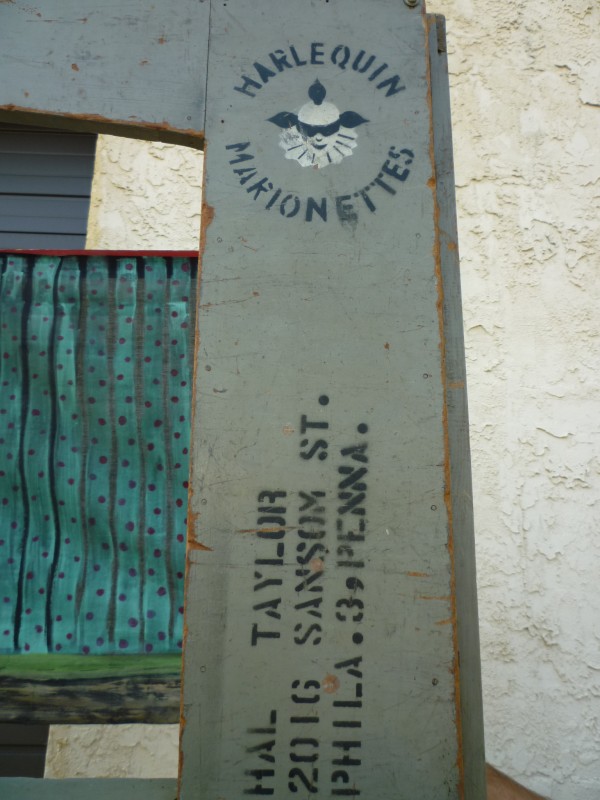 HARLEQUIN
MARIONETTES
HAL TAYLOR
2016 SANSOM ST.
PHILA. 3, PENNA.